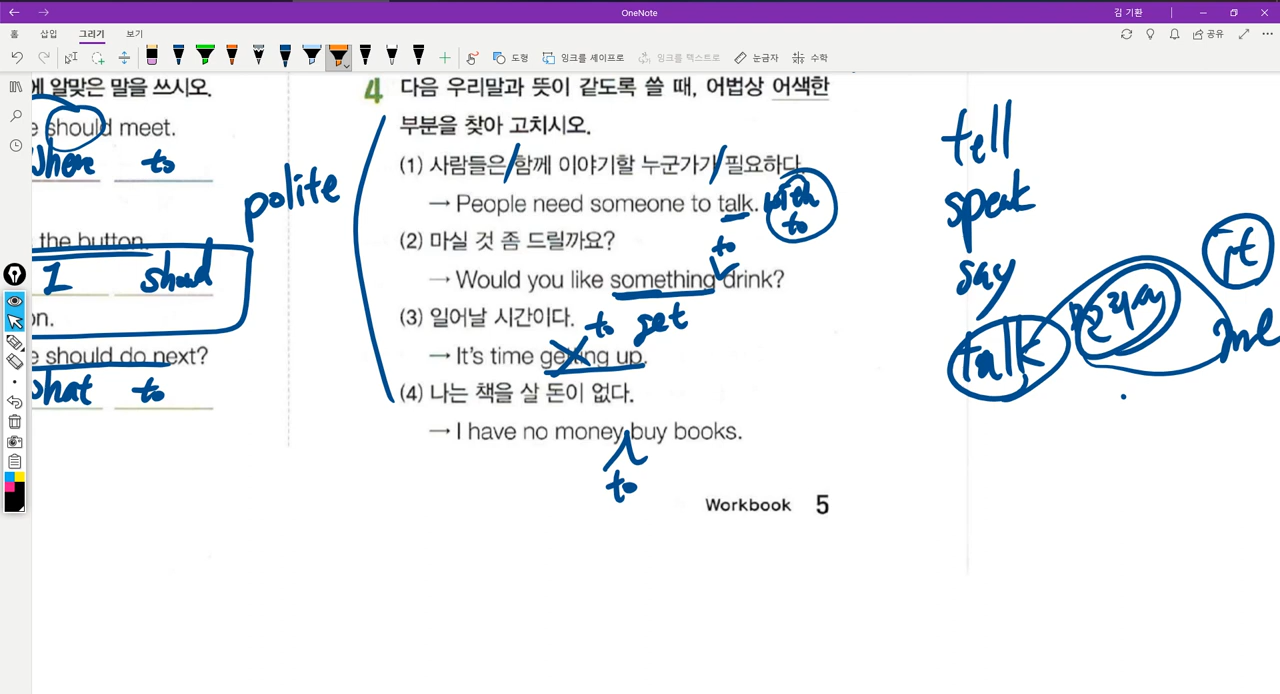 OneNote
김 기환
홈 삽입 그리기 보기
도형 잉크를 셰이프로 잉크를 텍스트로 눈금자 수학
공유
에 알맞은 말을 쓰시오.
e should meet.
where to
polite
the button.
I should
on.
e should do next?
what to
4 다음 우리말과 뜻이 같도록 쓸 때, 어법상 어색한
부분을 찾아 고치시오.
(1) 사람들은 함께 이야기할 누군가가 필요하다.
→ People need someone to talk. with
to
(2) 마실 것 좀 드릴까요?
to
→ Would you like something drink?
(3) 일어날 시간이다.
to get
→ It's time getting up.
(4) 나는 책을 살 돈이 없다.
→ I have no money buy books.
to
Workbook 5
tell
speak
say
talk
it
me